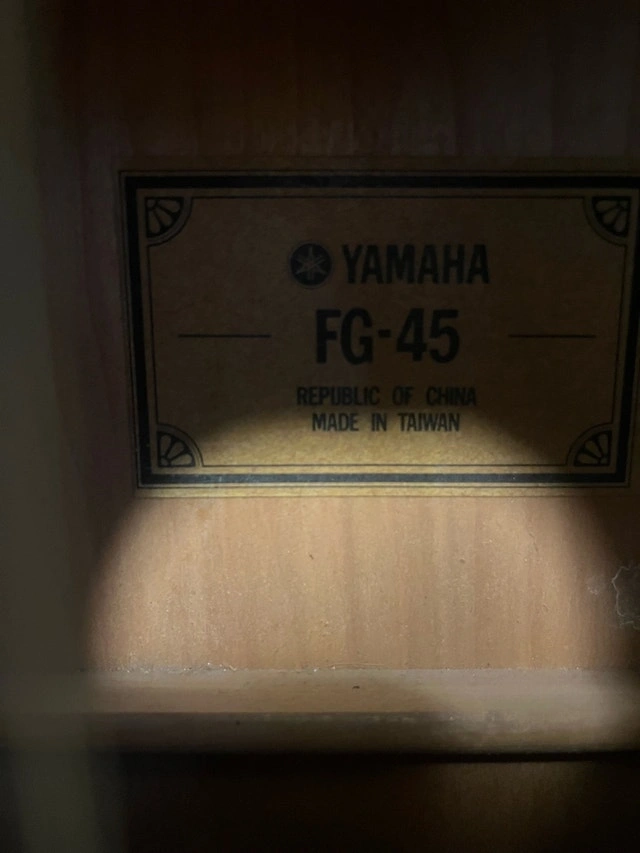 YAMAHA
FG-45
REPUBLIC OF CHINA
MADE IN TAIWAN